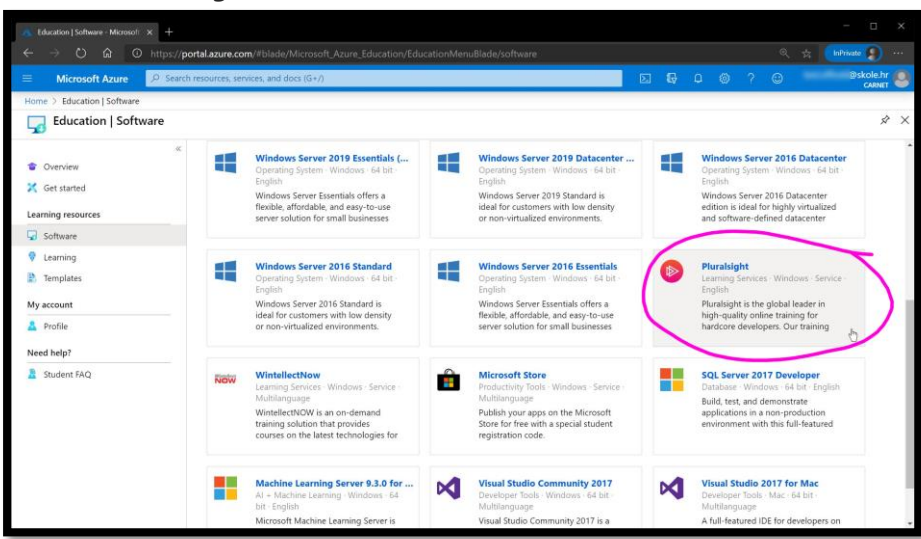 Education | Software - Microsoft
https://portal.azure.com/#blade/Microsoft_Azure_Education/EducationMenuBlade/software
InPrivate
Microsoft Azure
Search resources, services, and docs (G+/)
@skole.hr
CARNET
Home > Education | Software
Education | Software
Overview
Get started
Learning resources
Software
Learning
Templates
My account
Profile
Need help?
Student FAQ
Windows Server 2019 Essentials (...
Operating System · Windows · 64 bit ·
English
Windows Server Essentials offers a
flexible, affordable, and easy-to-use
server solution for small businesses
Windows Server 2019 Datacenter ...
Operating System · Windows · 64 bit ·
English
Windows Server 2019 Standard is
ideal for customers with low density
or non-virtualized environments.
Windows Server 2016 Datacenter
Operating System · Windows · 64 bit ·
English
Windows Server 2016 Datacenter
edition is ideal for highly virtualized
and software-defined datacenter
Windows Server 2016 Standard
Operating System · Windows · 64 bit ·
English
Windows Server 2016 Standard is
ideal for customers with low density
or non-virtualized environments.
Windows Server 2016 Essentials
Operating System · Windows · 64 bit ·
English
Windows Server Essentials offers a
flexible, affordable, and easy-to-use
server solution for small businesses
Pluralsight
Learning Services · Windows · Service ·
English
Pluralsight is the global leader in
high-quality online training for
hardcore developers. Our training
NOW
WintellectNow
Learning Services · Windows · Service ·
Multilanguage
WintellectNOW is an on-demand
training solution that provides
courses on the latest technologies for
Microsoft Store
Productivity Tools · Windows · Service ·
Multilanguage
Publish your apps on the Microsoft
Store for free with a special student
registration code.
SQL Server 2017 Developer
Database · Windows · 64 bit · English
Build, test, and demonstrate
applications in a non-production
environment with this full-featured
Machine Learning Server 9.3.0 for ...
AI + Machine Learning · Windows · 64
bit · English
Microsoft Machine Learning Server is
Visual Studio Community 2017
Developer Tools · Windows · 64 bit ·
Multilanguage
Visual Studio Community 2017 is a
Visual Studio 2017 for Mac
Developer Tools · Mac · 64 bit ·
Multilanguage
A full-featured IDE for developers on